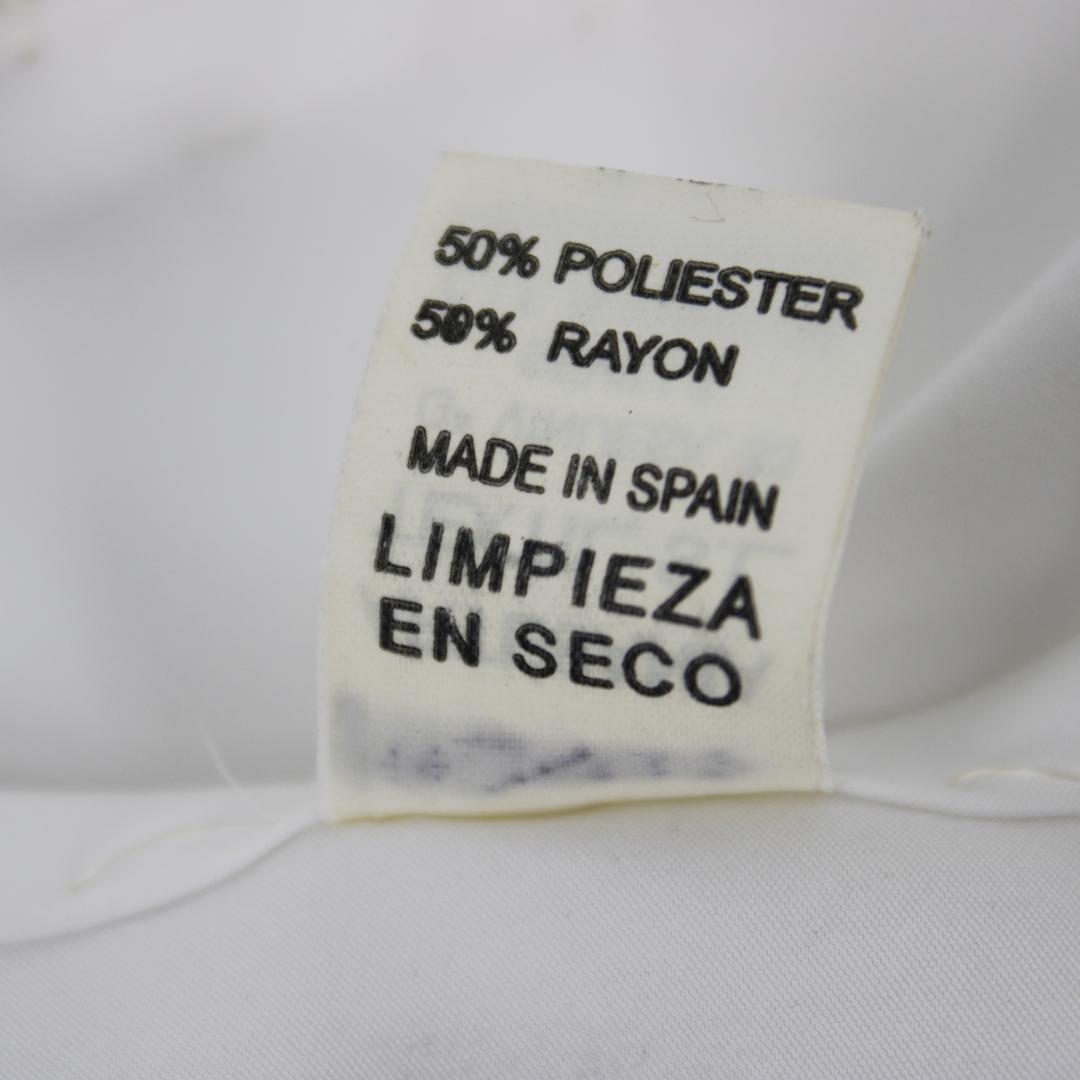 50% POLIESTER
50% RAYON
MADE IN SPAIN
LIMPIEZA
EN SECO